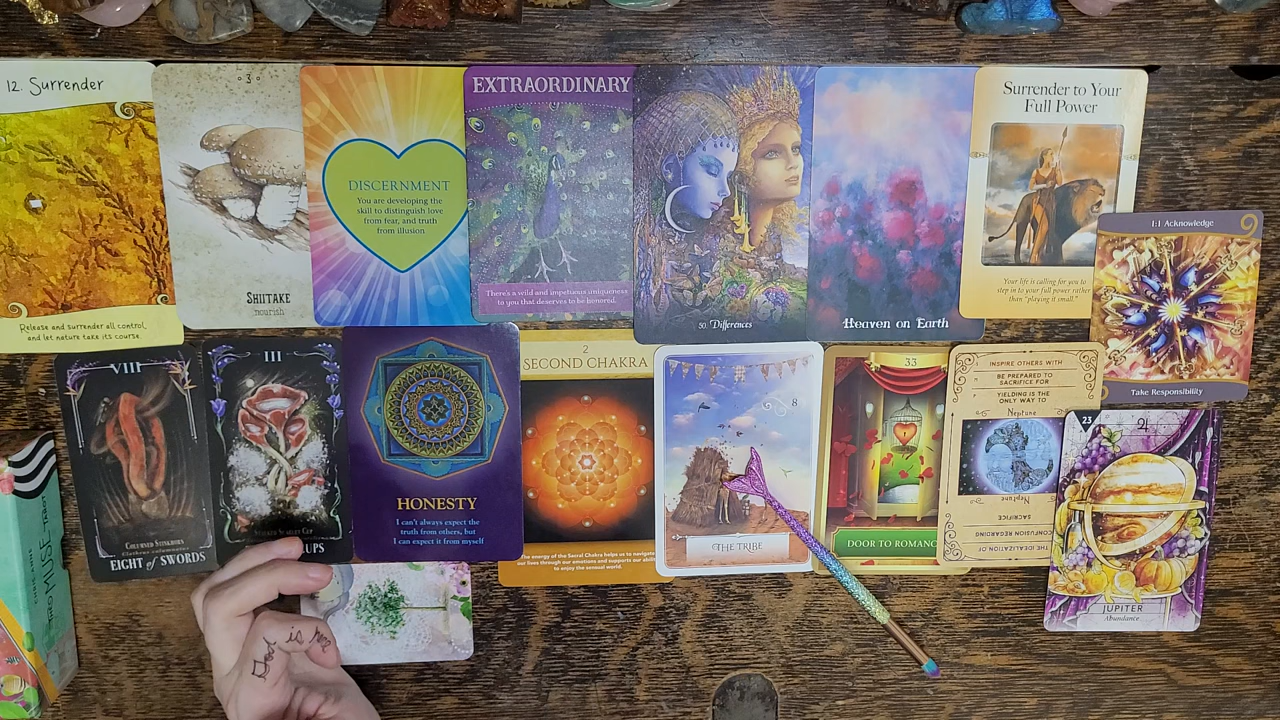 12. Surrender
Release and surrender all control,
and let nature take its course
3
SHIITAKE
nourish
DISCERNMENT
You are developing the
skill to distinguish love
from fear, and truth
from illusion
EXTRAORDINARY
There's a wild and impetuous uniqueness
to you that deserves to be honored.
50. Differences
Heaven on Earth
Surrender to Your
Full Power
Your life is calling for you to
step in to your full power rather
than "playing it small."
1:1 Acknowledge
Take Responsibility
VIII
COLUMNED STINKHORN
EIGHT of SWORDS
III
CUPS
HONESTY
I can't always expect the
truth from others, but
I can expect it from myself
2
SECOND CHAKRA
The energy of the Sacral Chakra helps us to navigate
our lives through our emotions and supports our ability
to enjoy the sensual world.
8
THE TRIBE
33
DOOR TO ROMANC
INSPIRE OTHERS WITH
BE PREPARED TO
SACRIFICE FOR
YIELDING IS THE
ONLY WAY TO
Neptune
Neptune
SACRIFICE
CONFUSION REGARDING
THE IDEALIZATION OF
23
♃
JUPITER
Abundance
God is